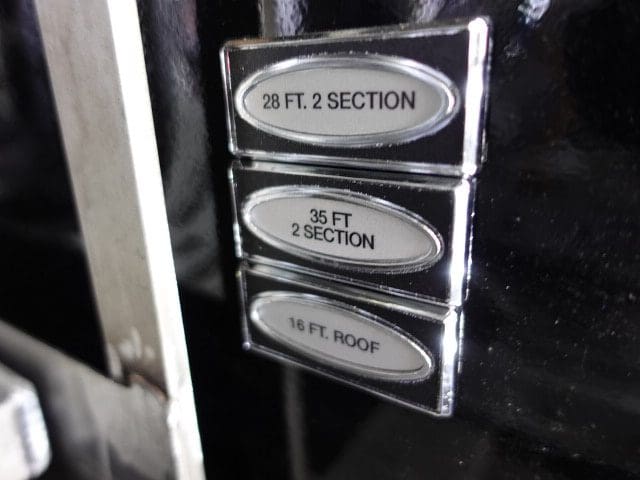 28 FT. 2 SECTION
35 FT
2 SECTION
16 FT. ROOF